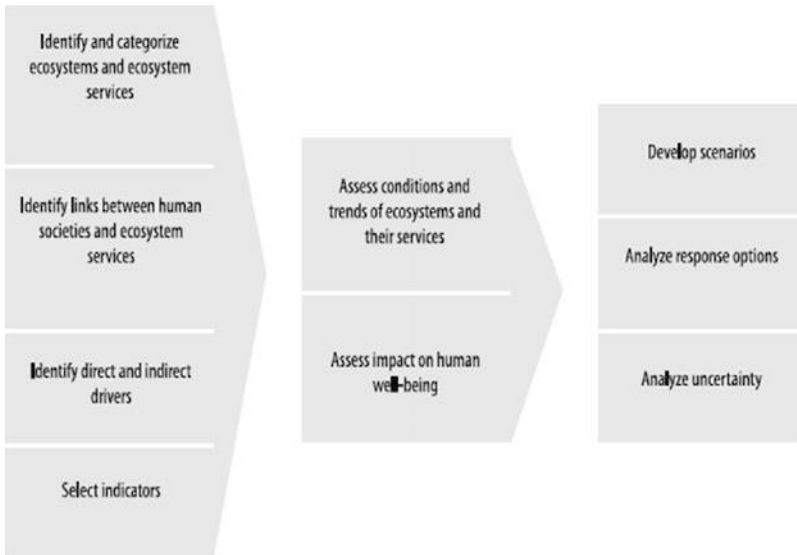 Identify and categorize
ecosystems and ecosystem
services
Identify links between human
societies and ecosystem
services
Identify direct and indirect
drivers
Select indicators
Assess conditions and
trends of ecosystems and
their services
Assess impact on human
well-being
Develop scenarios
Analyze response options
Analyze uncertainty